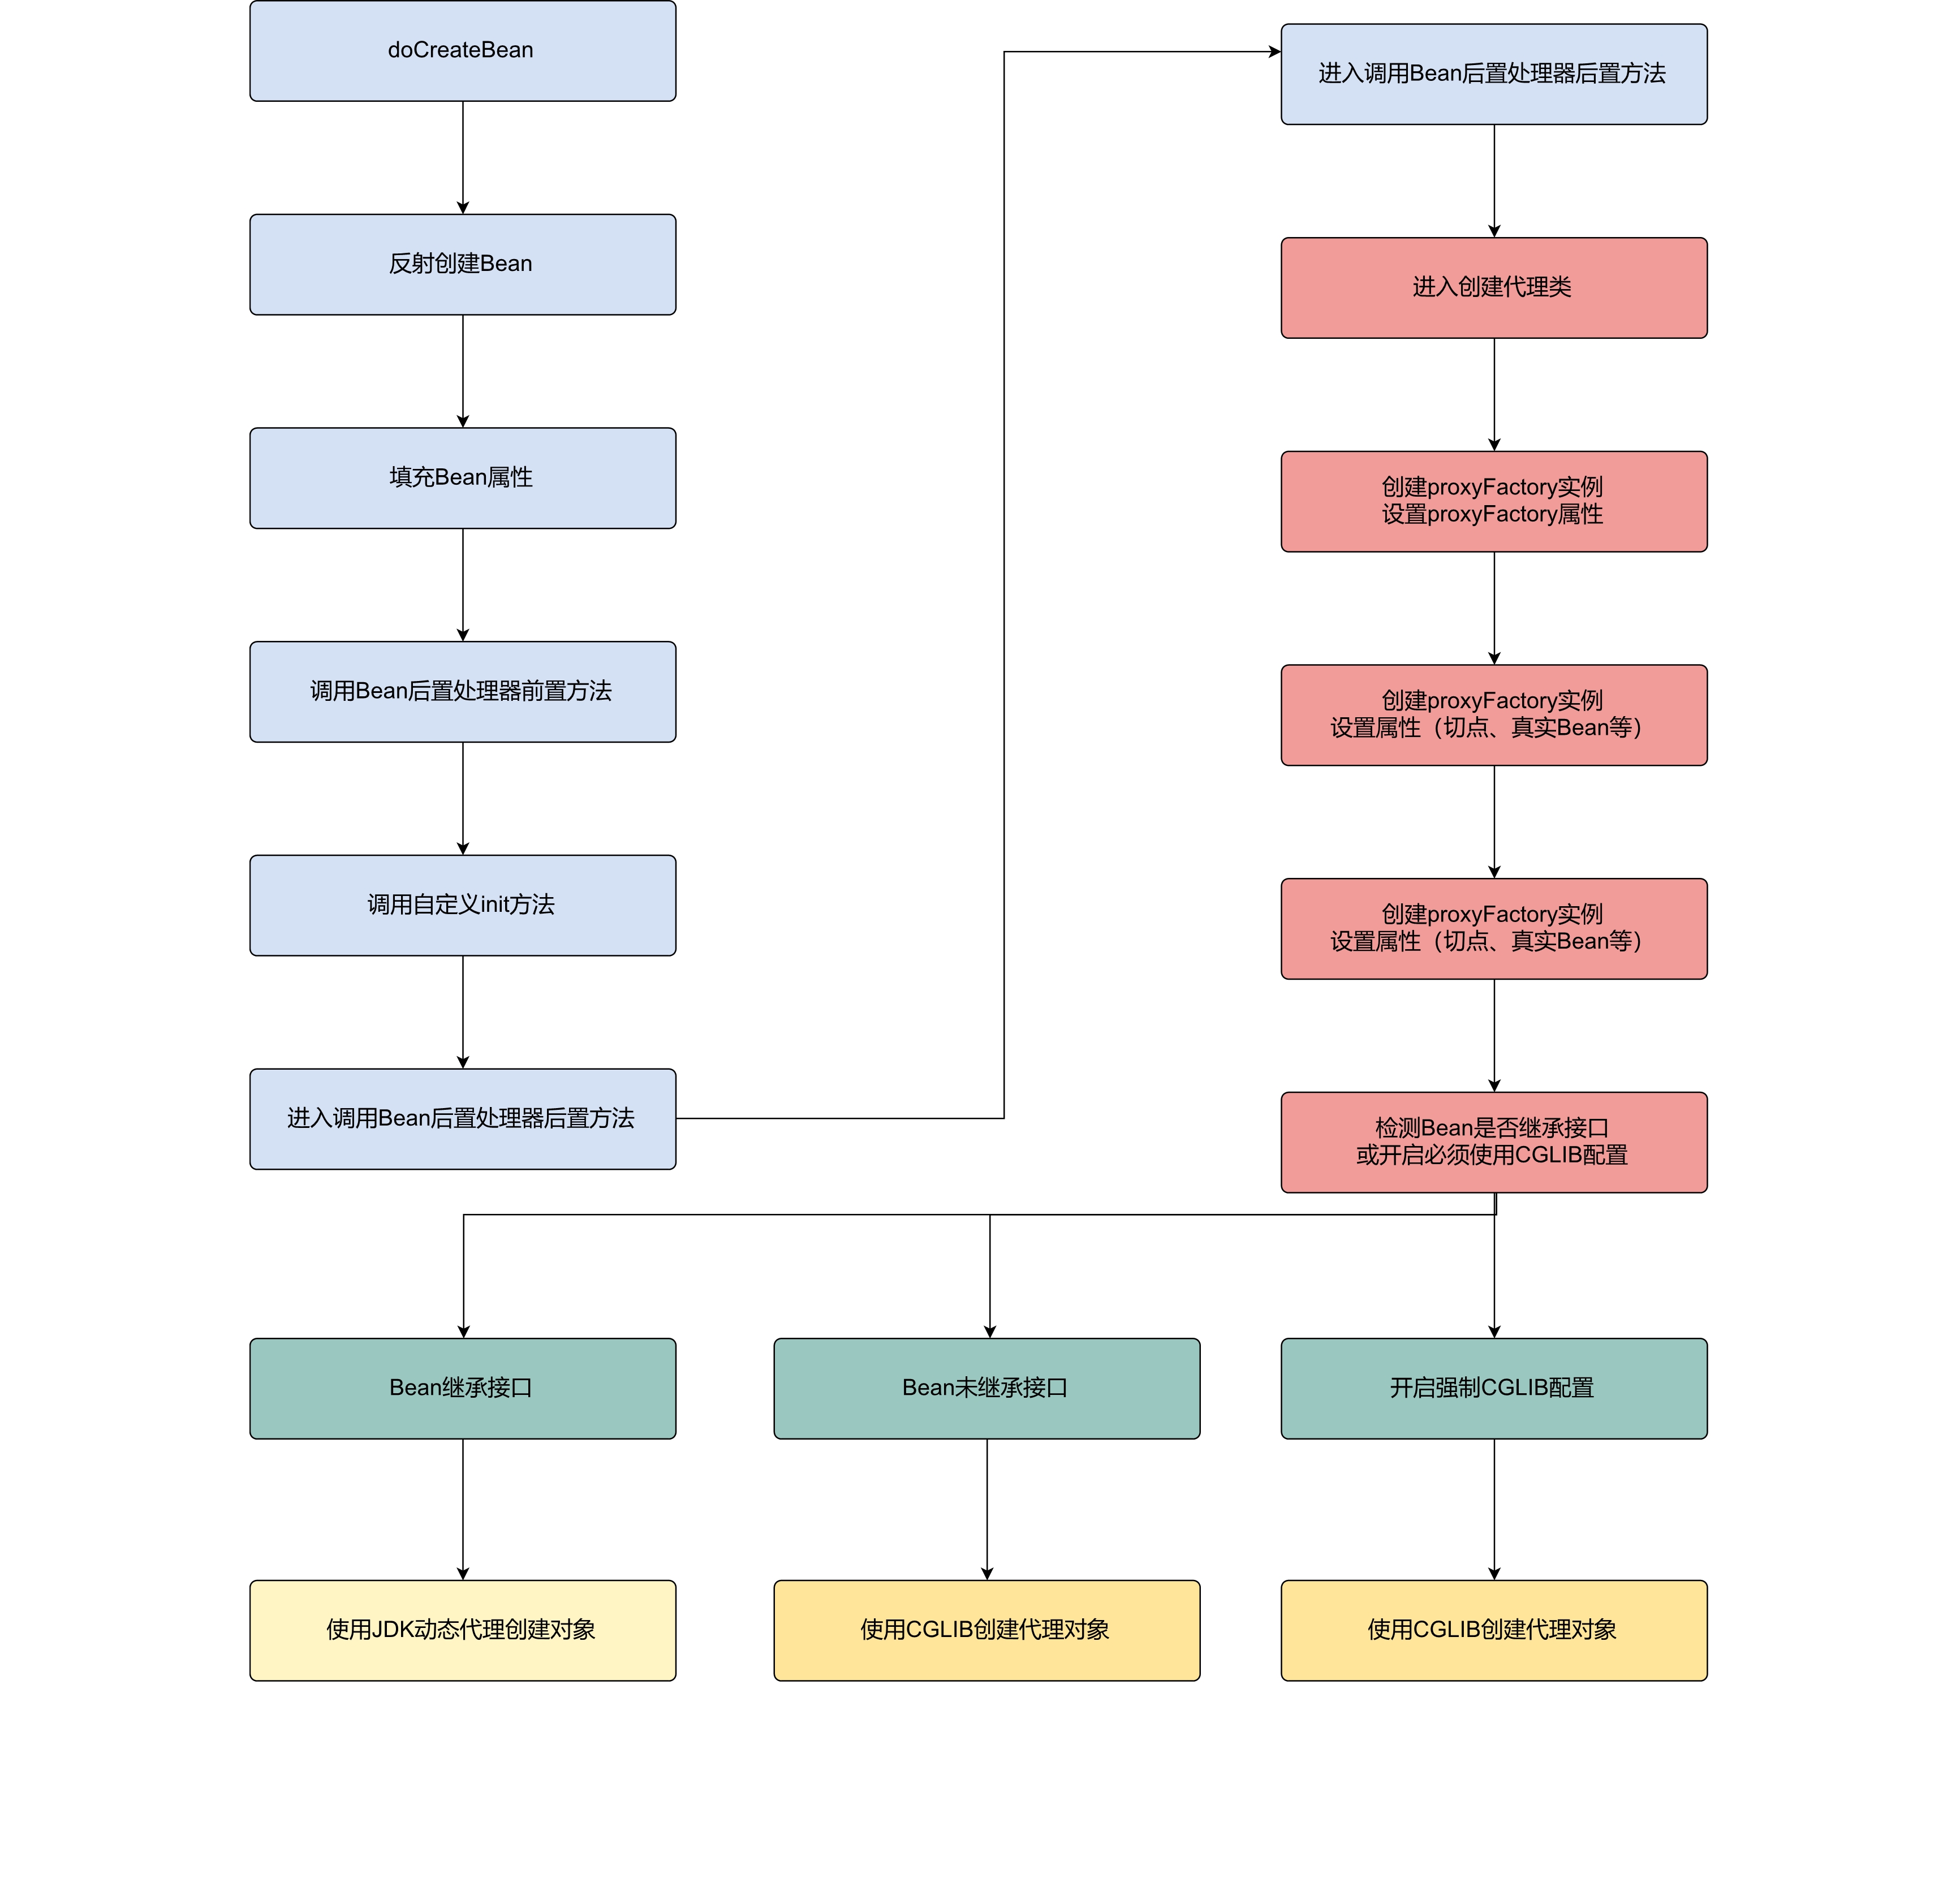 doCreateBean
反射创建Bean
填充Bean属性
调用Bean后置处理器前置方法
调用自定义init方法
进入调用Bean后置处理器后置方法
进入调用Bean后置处理器后置方法
进入创建代理类
创建proxyFactory实例
设置proxyFactory属性
创建proxyFactory实例
设置属性（切点、真实Bean等）
创建proxyFactory实例
设置属性（切点、真实Bean等）
检测Bean是否继承接口
或开启必须使用CGLIB配置
Bean继承接口
Bean未继承接口
开启强制CGLIB配置
使用JDK动态代理创建对象
使用CGLIB创建代理对象
使用CGLIB创建代理对象